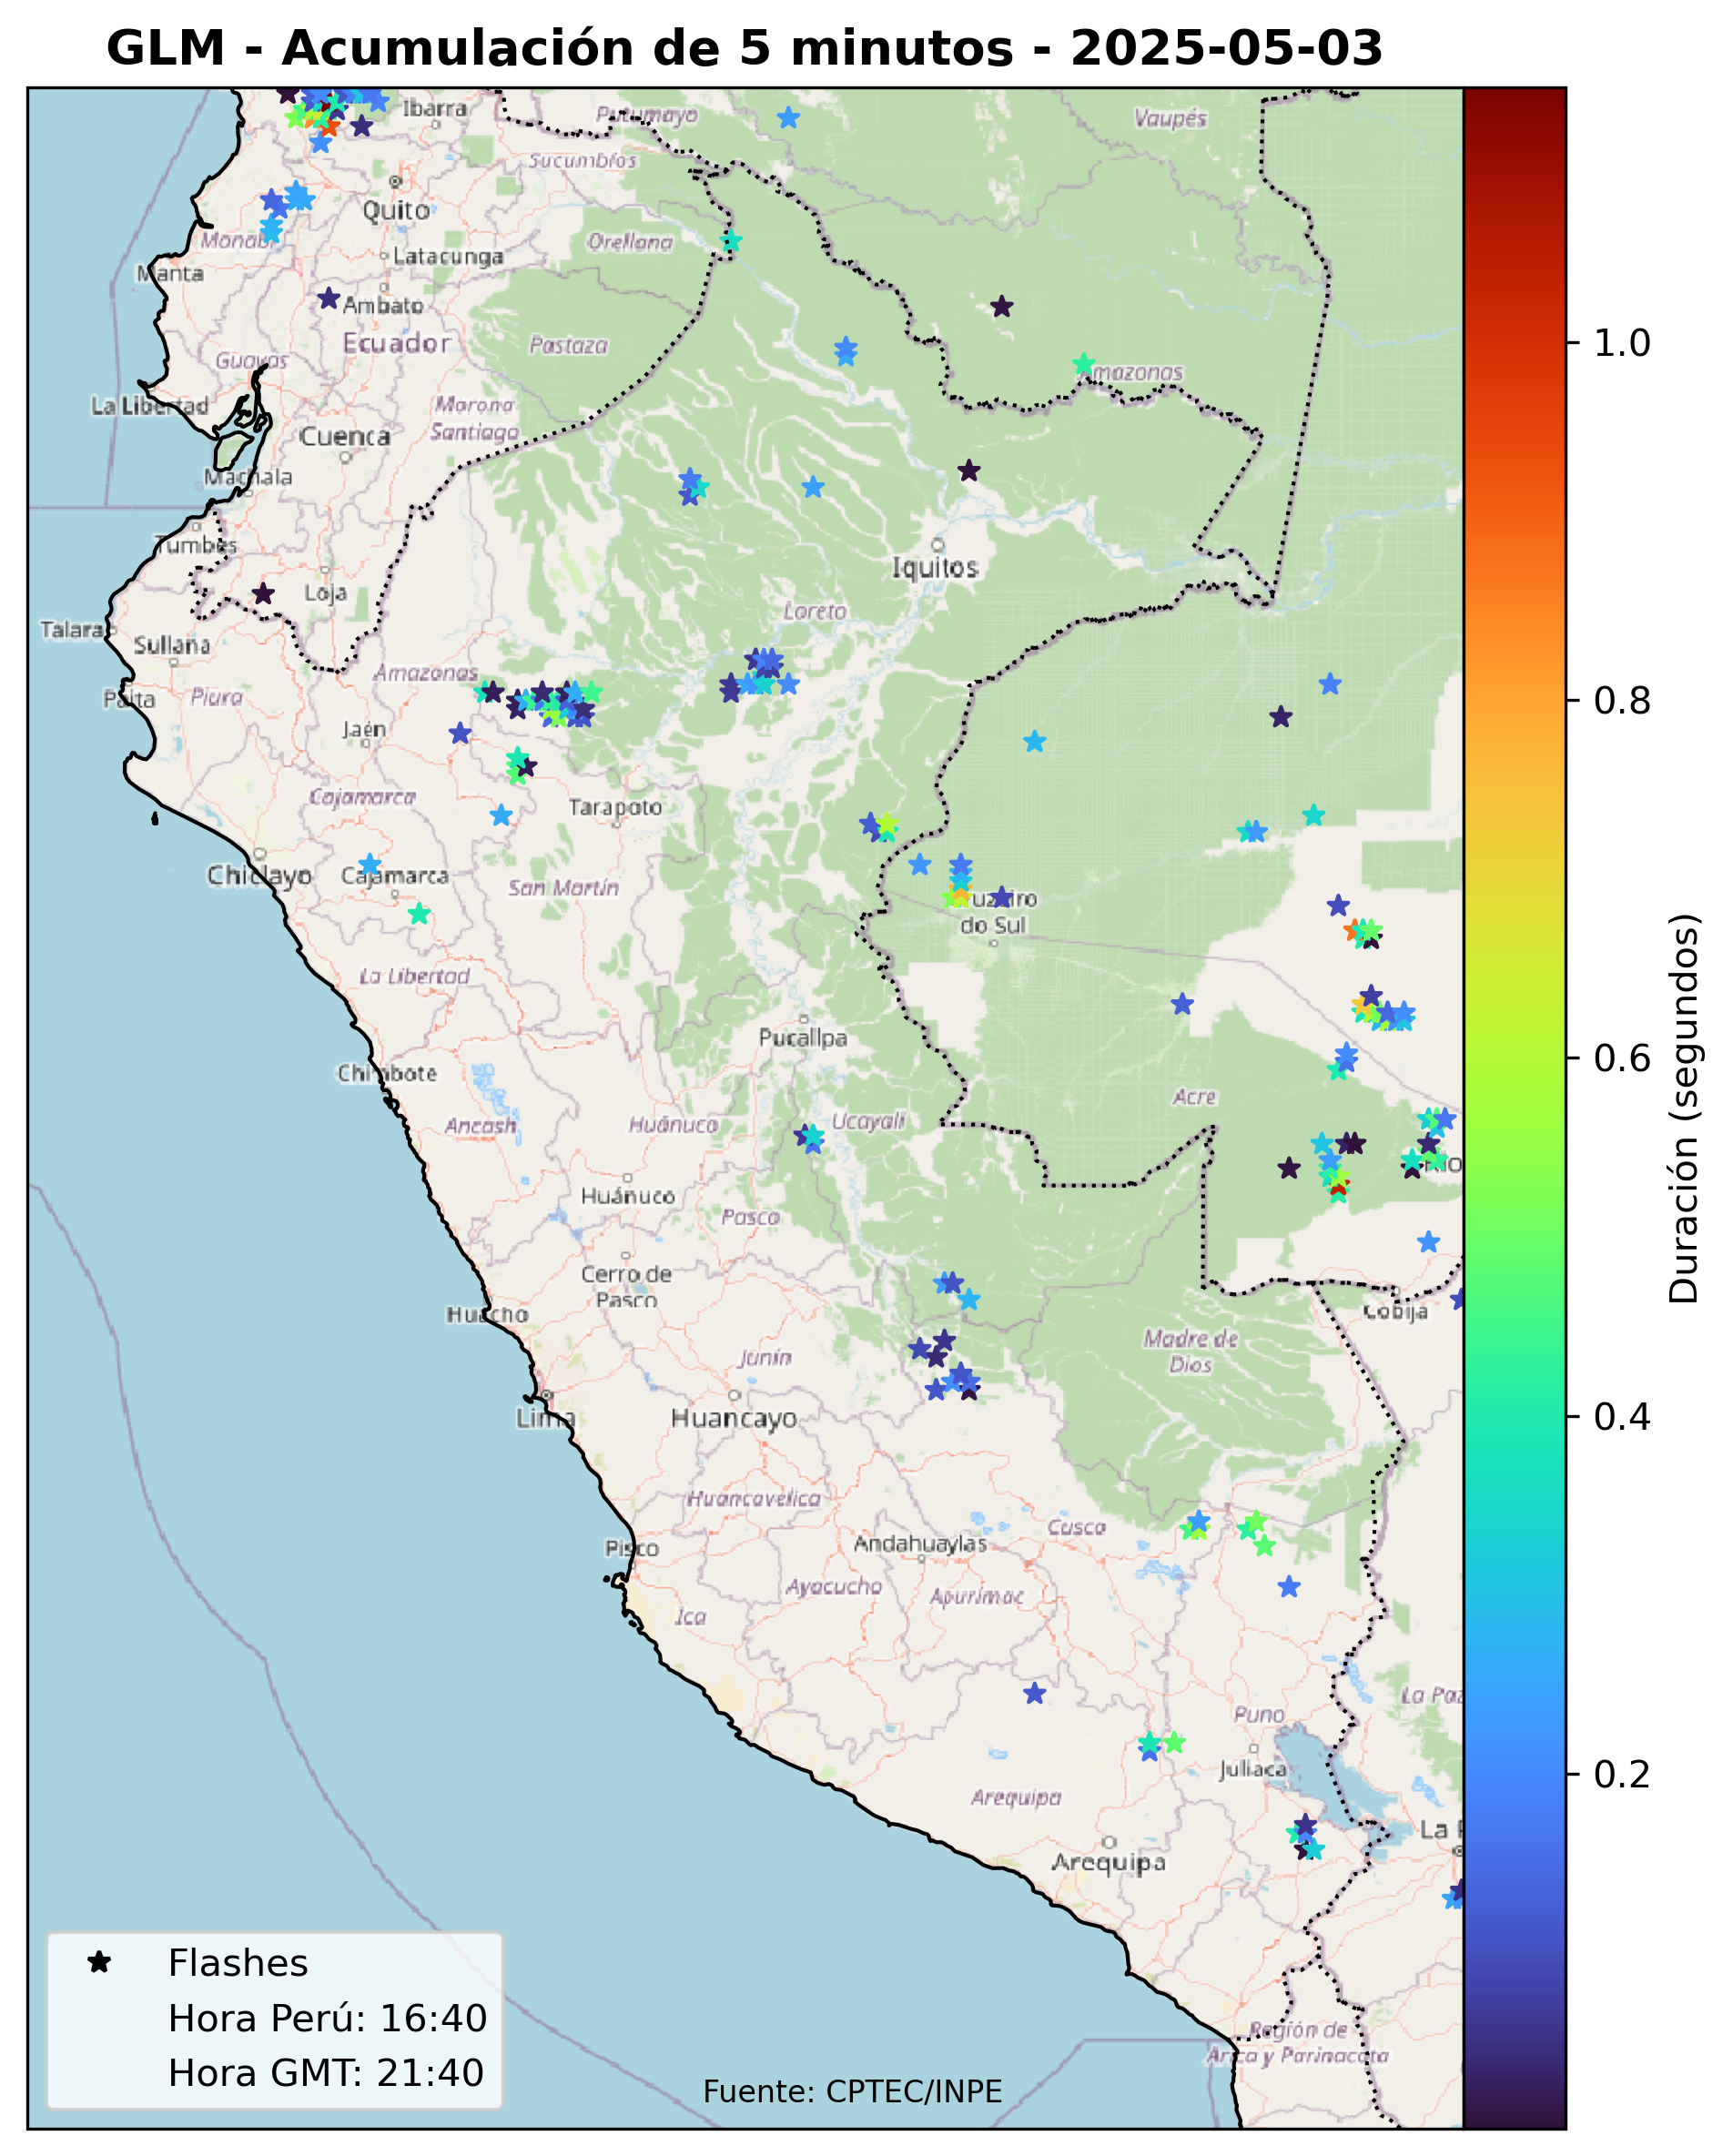 GLM - Acumulación de 5 minutos - 2025-05-03
Ibarra
Putumayo
Vaupés
Sucumbíos
Quito
Manabí
Orellana
Latacunga
Manta
Ambato
Ecuador
Pastaza
Guayas
Amazonas
La Libertad
Morona
Santiago
Cuenca
Machala
Tumbes
Iquitos
Loja
Loreto
Talara
Sullana
Amazonas
Paita
Piura
Jaén
Cajamarca
Tarapoto
Chiclayo
Cajamarca
San Martín
Cruzeiro
do Sul
La Libertad
Pucallpa
Chimbote
Acre
Ancash
Huánuco
Ucayali
Rio
Huánuco
Pasco
Cerro de
Pasco
Huacho
Cobija
Madre de
Dios
Junín
Lima
Huancayo
Huancavelica
Cusco
Pisco
Andahuaylas
Ayacucho
Apurímac
Ica
La Paz
Puno
Juliaca
Arequipa
La P
Arequipa
Región de
Arica y Parinacota
Flashes
Hora Perú: 16:40
Hora GMT: 21:40
Fuente: CPTEC/INPE
1.0
0.8
0.6
0.4
0.2
Duración (segundos)